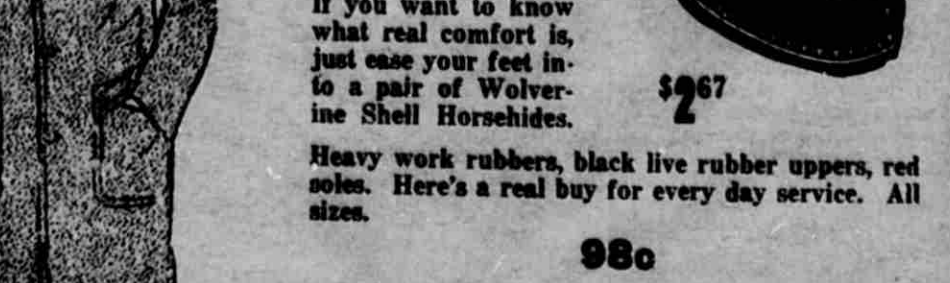 If you want to know
what real comfort is,
just ease your feet in-
to a pair of Wolver-
ine Shell Horsehides.
$2.67
Heavy work rubbers, black live rubber uppers, red
soles. Here's a real buy for every day service. All
sizes.
98c